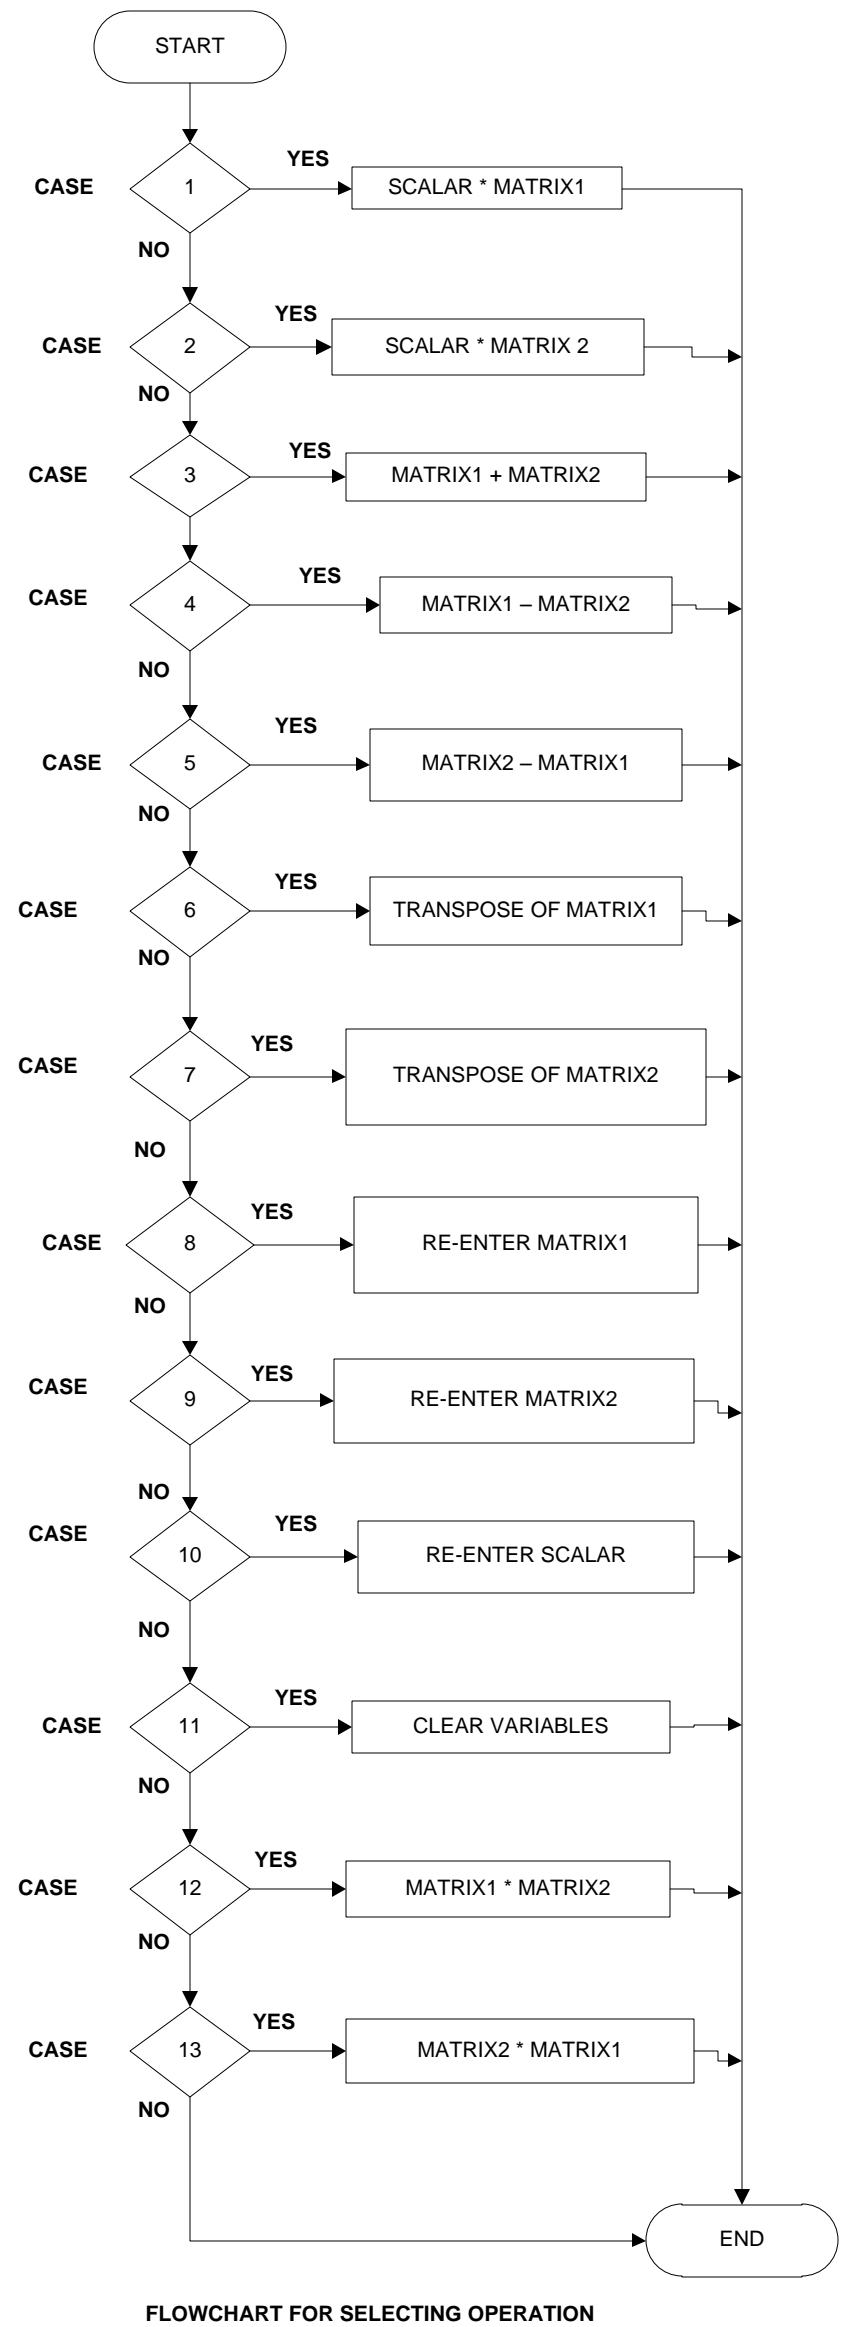 START
YES
CASE
1
SCALAR * MATRIX1
NO
YES
CASE
2
SCALAR * MATRIX 2
NO
YES
CASE
3
MATRIX1 + MATRIX2
YES
CASE
4
MATRIX1 – MATRIX2
NO
YES
CASE
5
MATRIX2 – MATRIX1
NO
YES
CASE
6
TRANSPOSE OF MATRIX1
NO
YES
CASE
7
TRANSPOSE OF MATRIX2
NO
YES
CASE
8
RE-ENTER MATRIX1
NO
YES
CASE
9
RE-ENTER MATRIX2
NO
YES
CASE
10
RE-ENTER SCALAR
NO
YES
CASE
11
CLEAR VARIABLES
NO
YES
CASE
12
MATRIX1 * MATRIX2
NO
YES
CASE
13
MATRIX2 * MATRIX1
NO
END
FLOWCHART FOR SELECTING OPERATION